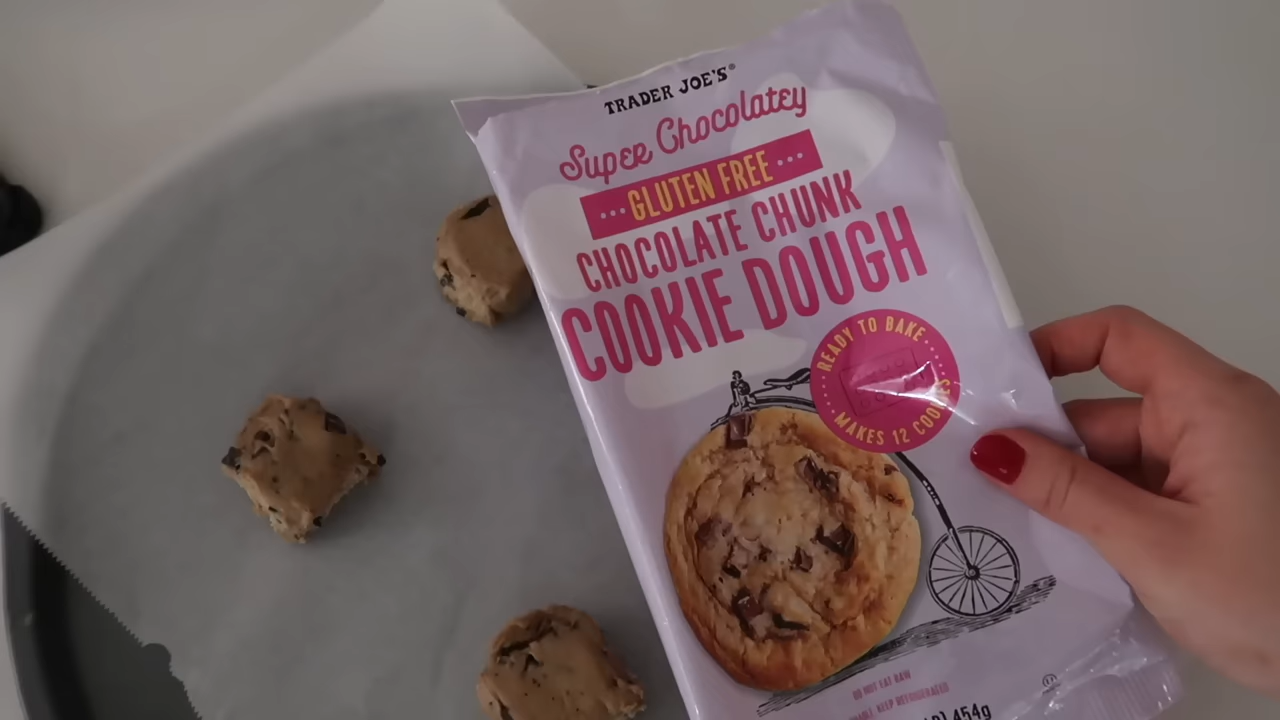 TRADER JOE'S®
Super Chocolatey
GLUTEN FREE
CHOCOLATE CHUNK
COOKIE DOUGH
READY TO BAKE
MAKES 12 COOKIES
DO NOT EAT RAW
KEEP REFRIGERATED
454g